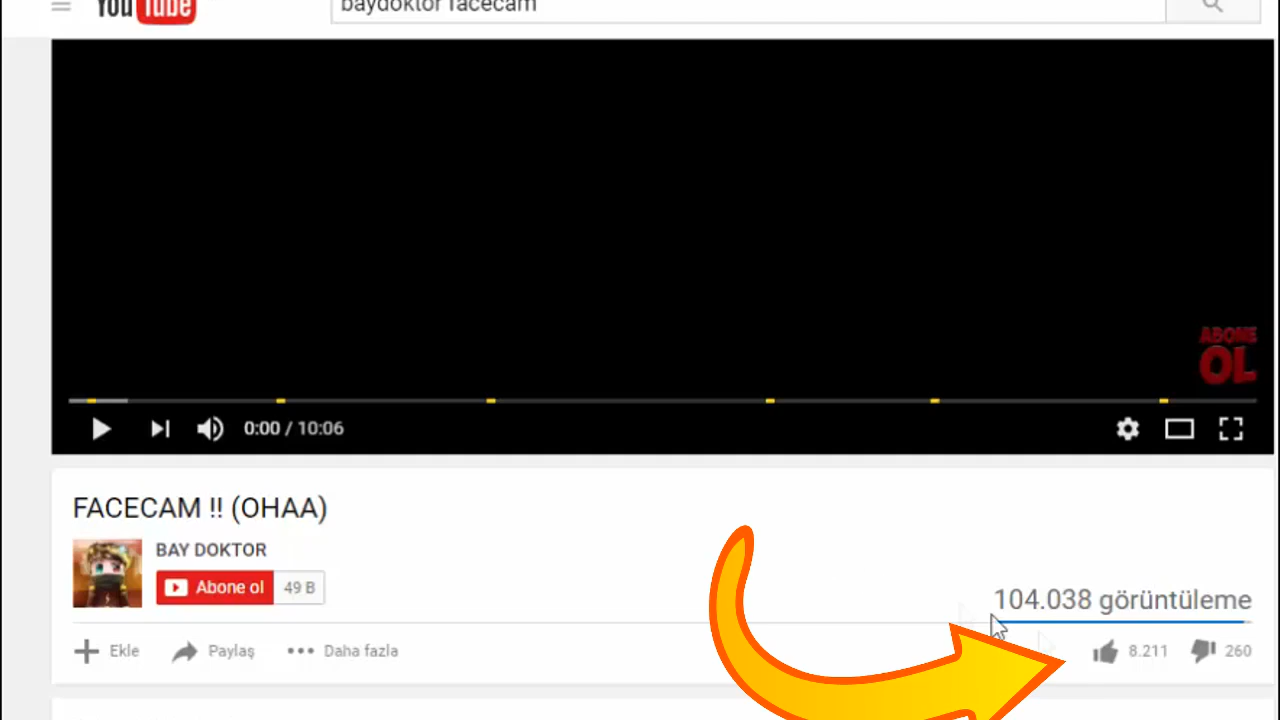 YouTube
baydoktor facecam
ABONE
OL
0:00 / 10:06
FACECAM !! (OHAA)
BAY DOKTOR
Abone ol 49 B
104.038 görüntüleme
Ekle Paylaş Daha fazla 8.211 260